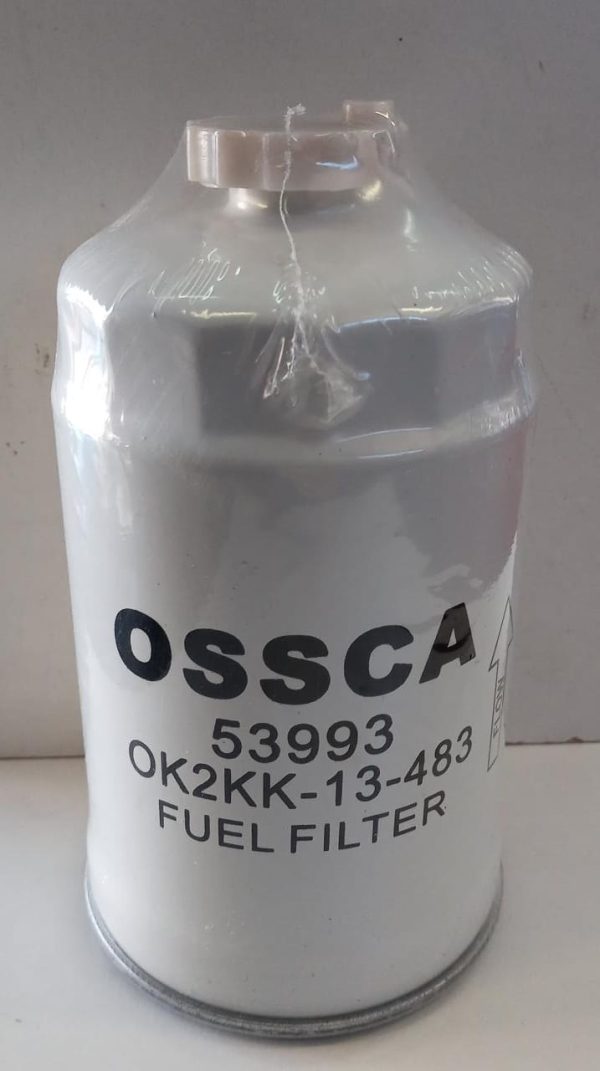 OSSCA
53993
OK2KK-13-483
FUEL FILTER
FLOW